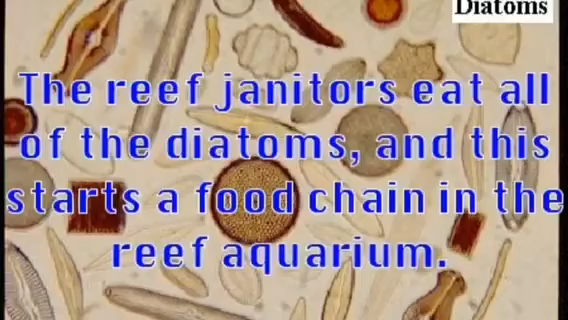 Diatoms
The reef janitors eat all
of the diatoms, and this
starts a food chain in the
reef aquarium.